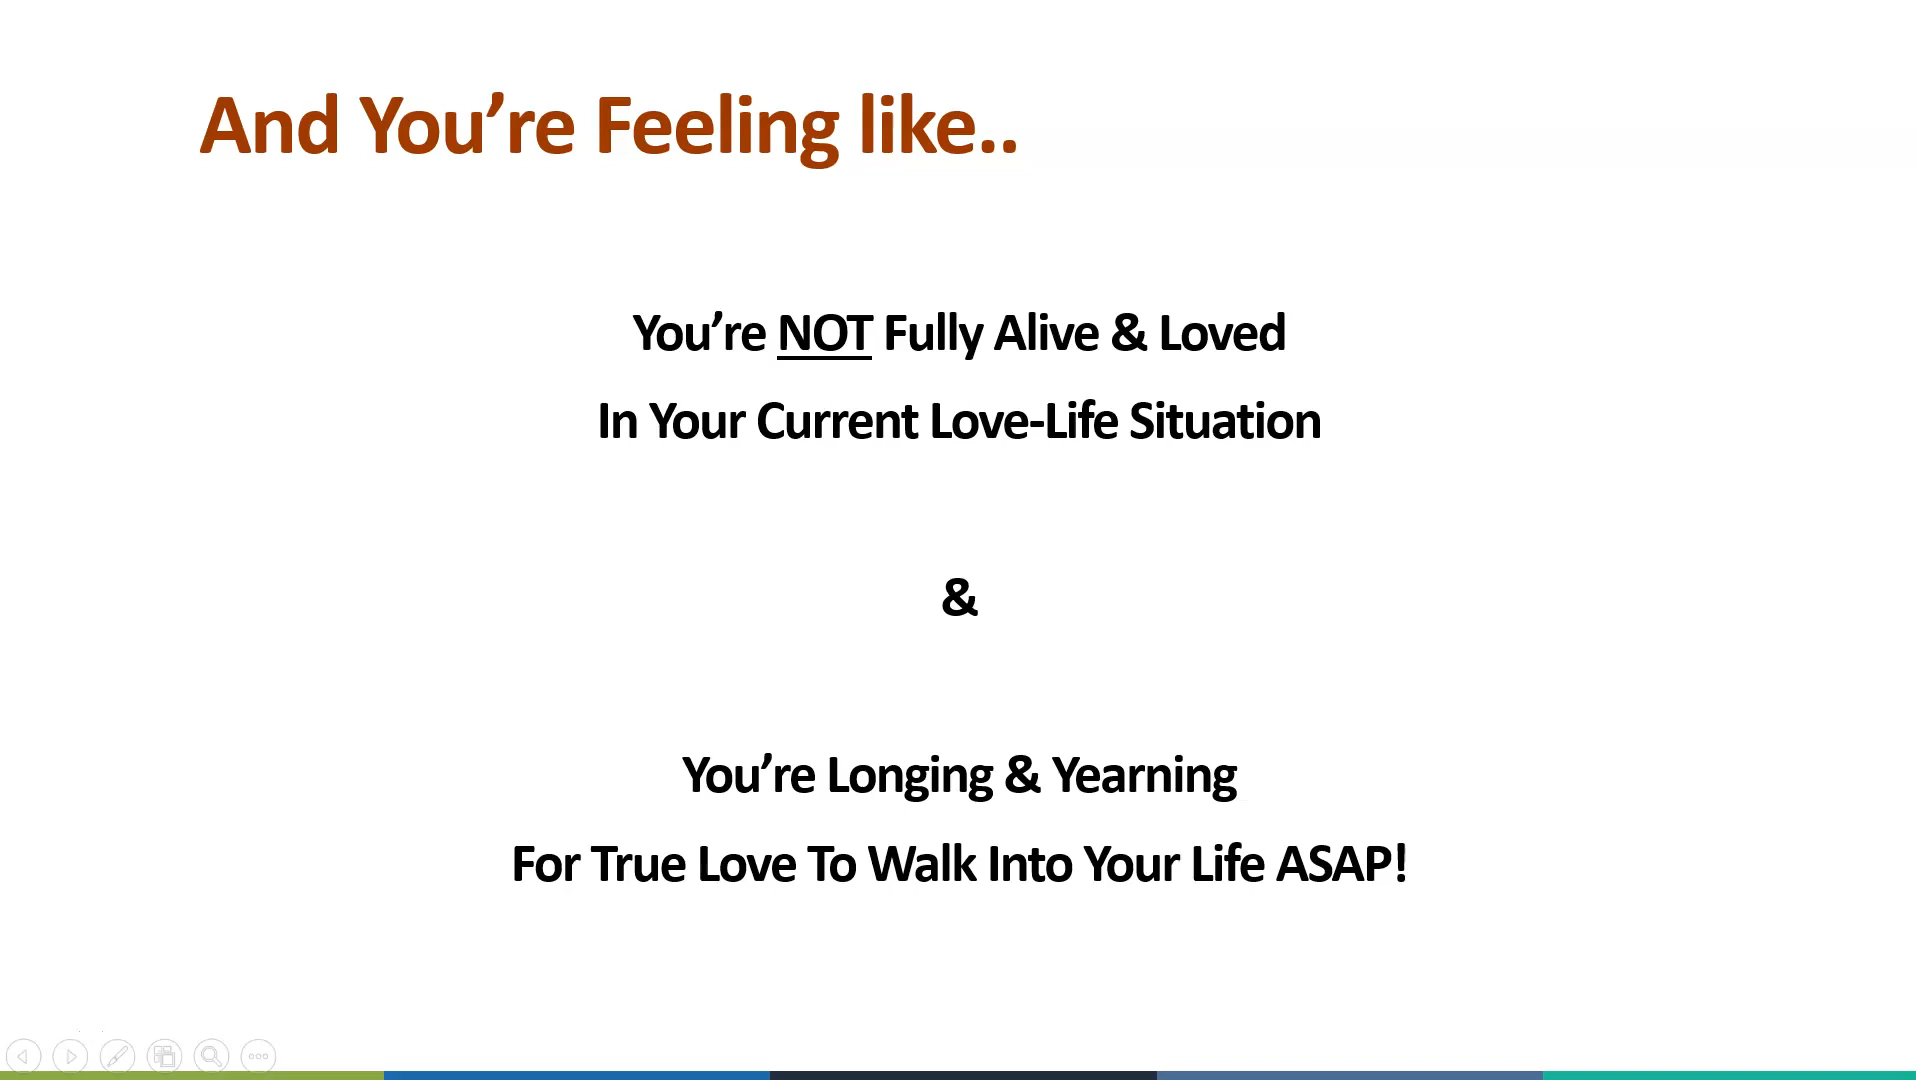 And You’re Feeling like..
You’re NOT Fully Alive & Loved
In Your Current Love-Life Situation
&
You’re Longing & Yearning
For True Love To Walk Into Your Life ASAP!